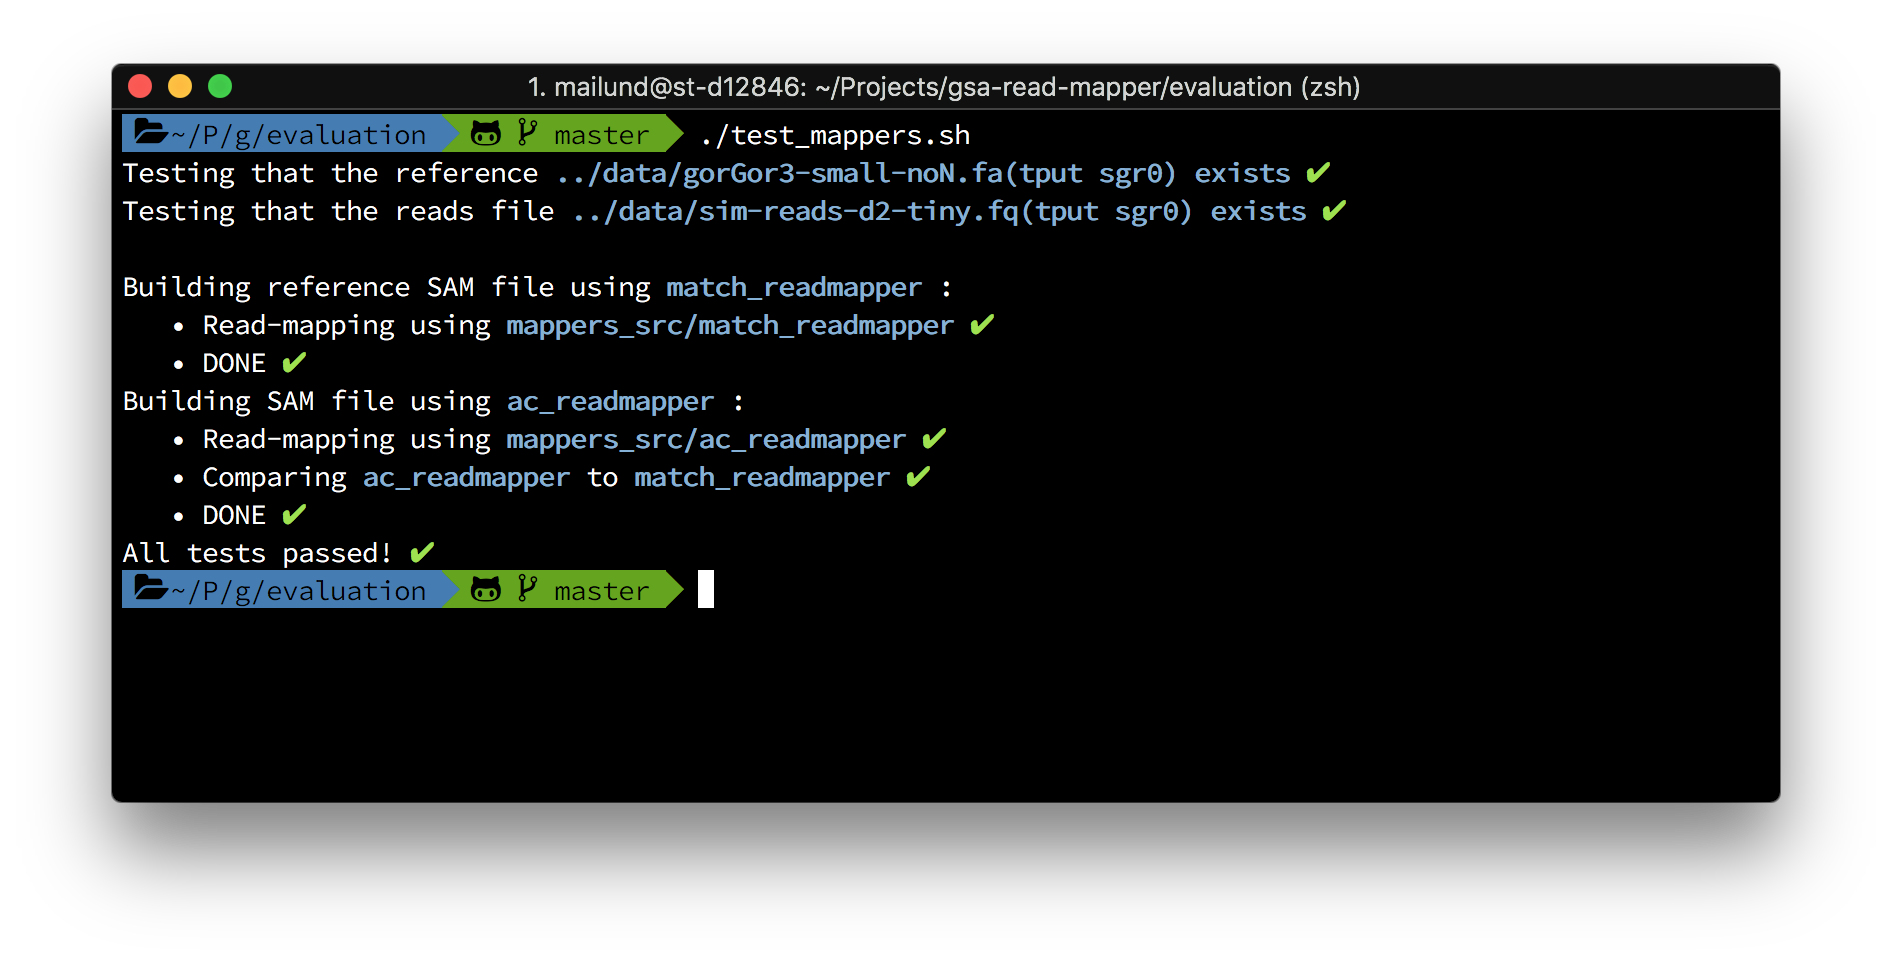 1. mailund@st-d12846: ~/Projects/gsa-read-mapper/evaluation (zsh)
~/P/g/evaluation master ./test_mappers.sh
Testing that the reference ../data/gorGor3-small-noN.fa(tput sgr0) exists ✔
Testing that the reads file ../data/sim-reads-d2-tiny.fq(tput sgr0) exists ✔
Building reference SAM file using match_readmapper :
• Read-mapping using mappers_src/match_readmapper ✔
• DONE ✔
Building SAM file using ac_readmapper :
• Read-mapping using mappers_src/ac_readmapper ✔
• Comparing ac_readmapper to match_readmapper ✔
• DONE ✔
All tests passed! ✔
~/P/g/evaluation master